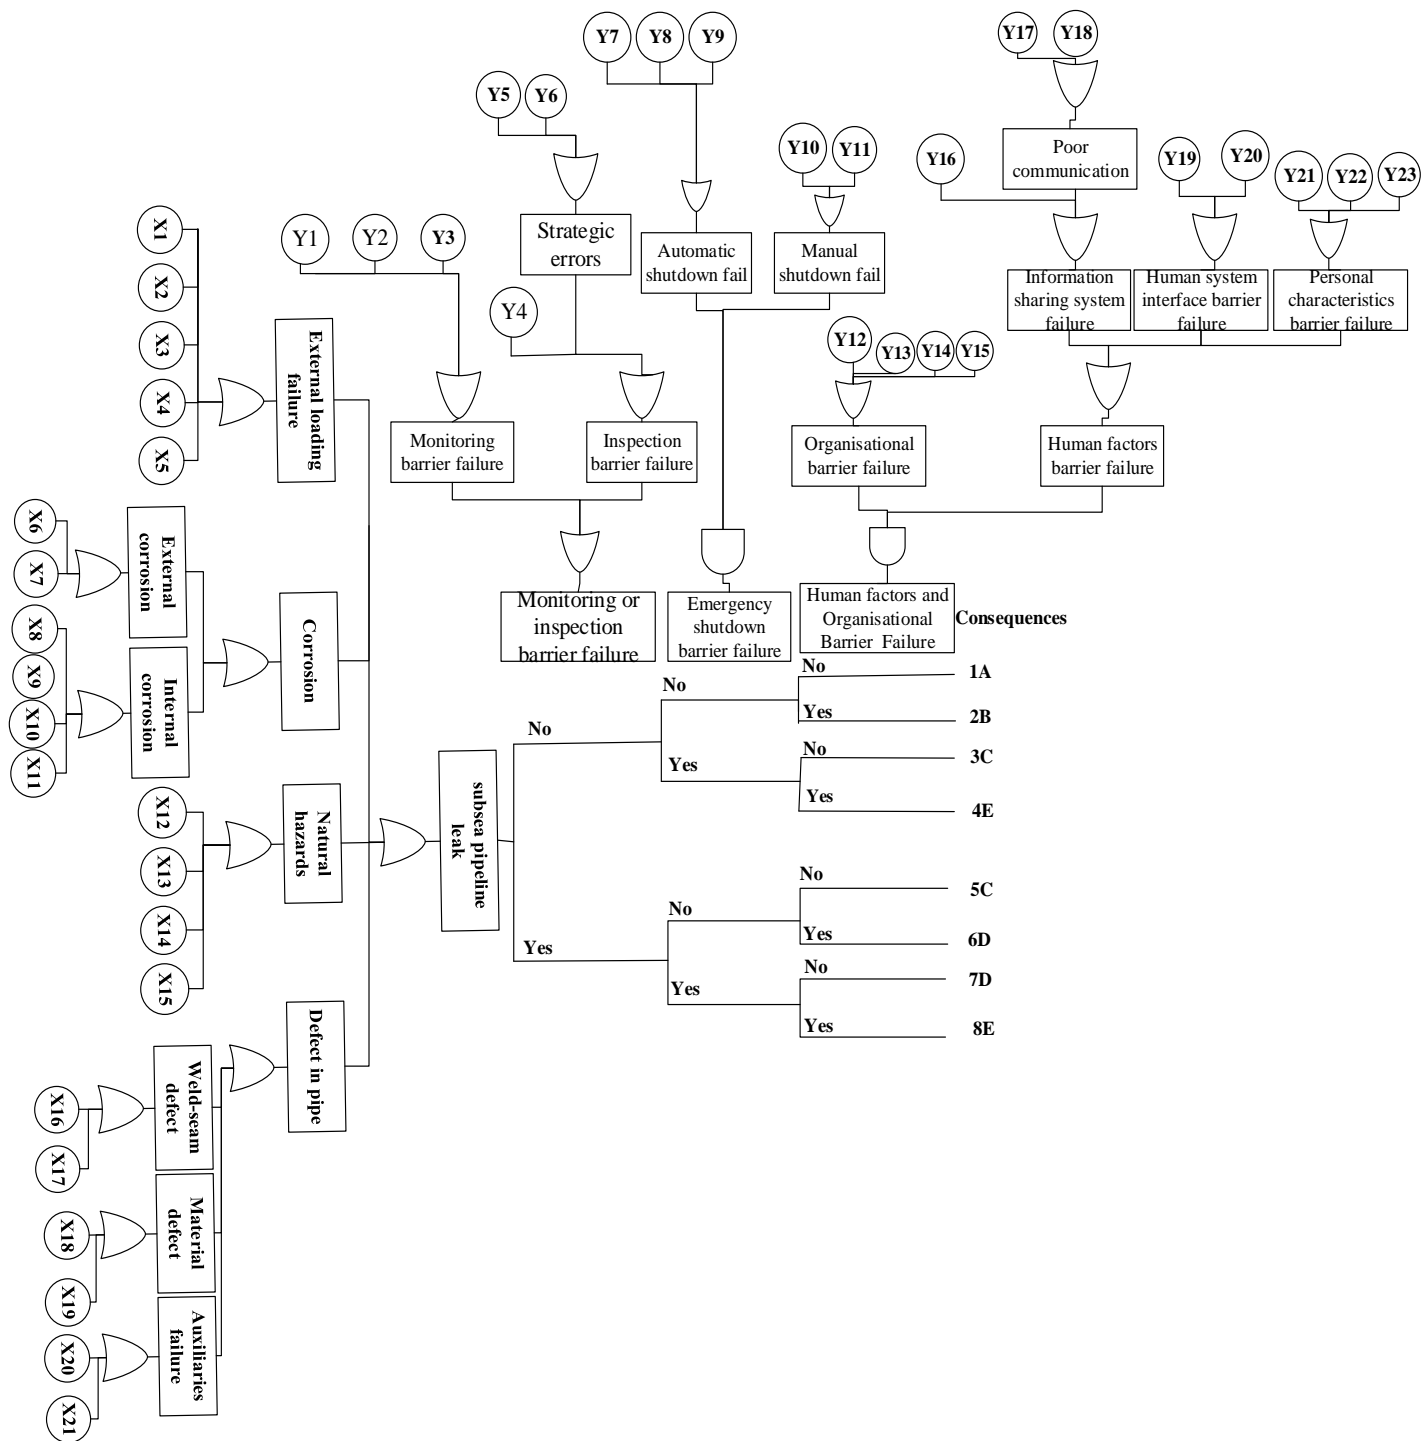 Y7
Y8
Y9
Y17
Y18
Y5
Y6
Y10
Y11
Y16
Poor
communication
Y19
Y20
Y21
Y22
Y23
X1
X2
X3
X4
X5
Y1
Y2
Y3
Strategic
errors
Automatic
shutdown fail
Manual
shutdown fail
Information
sharing system
failure
Human system
interface barrier
failure
Personal
characteristics
barrier failure
Y4
Y12
Y13
Y14
Y15
External loading
failure
Monitoring
barrier failure
Inspection
barrier failure
Organisational
barrier failure
Human factors
barrier failure
X6
X7
X8
X9
X10
X11
External
corrosion
Internal
corrosion
Corrosion
Monitoring or
inspection
barrier failure
Emergency
shutdown
barrier failure
Human factors and
Organisational
Barrier Failure
Consequences
No
No
No
1A
Yes
2B
Yes
No
3C
Yes
4E
X12
X13
X14
X15
Natural
hazards
subsea pipeline
leak
Yes
No
No
5C
Yes
6D
Yes
No
7D
Yes
8E
Defect in pipe
X16
X17
Weld-seam
defect
X18
X19
Material
defect
X20
X21
Auxiliaries
failure